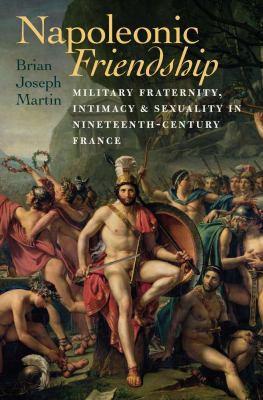 Napoleonic
Friendship
Brian
Joseph
Martin
MILITARY FRATERNITY,
INTIMACY & SEXUALITY IN
NINETEENTH-CENTURY
FRANCE